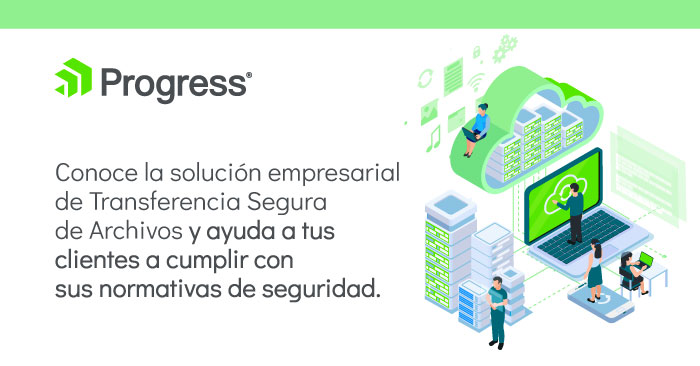 Progress®
Conoce la solución empresarial
de Transferencia Segura
de Archivos y ayuda a tus
clientes a cumplir con
sus normativas de seguridad.